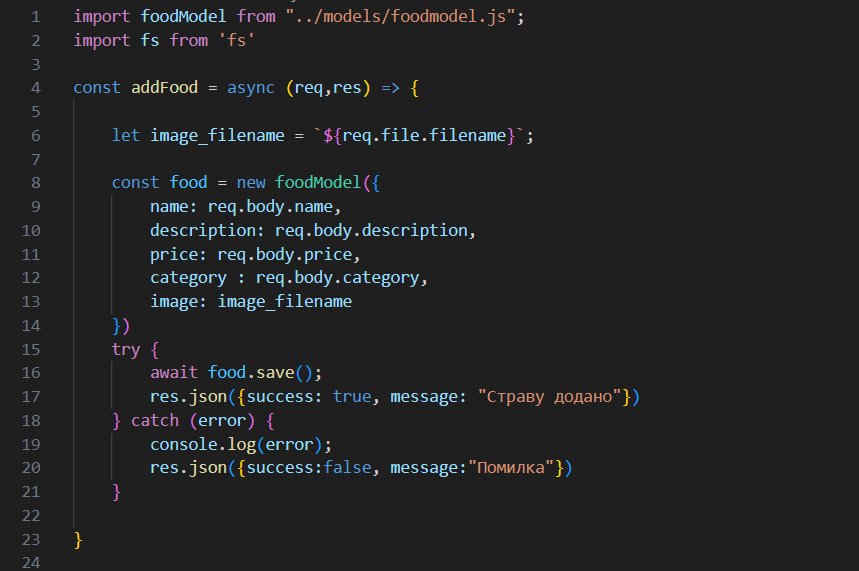 1 import foodModel from "../models/foodmodel.js";
2 import fs from 'fs'
3
4 const addFood = async (req,res) => {
5
6 let image_filename = `${req.file.filename}`;
7
8 const food = new foodModel({
9 name: req.body.name,
10 description: req.body.description,
11 price: req.body.price,
12 category : req.body.category,
13 image: image_filename
14 })
15 try {
16 await food.save();
17 res.json({success: true, message: "Страву додано"})
18 } catch (error) {
19 console.log(error);
20 res.json({success:false, message:"Помилка"})
21 }
22
23 }
24